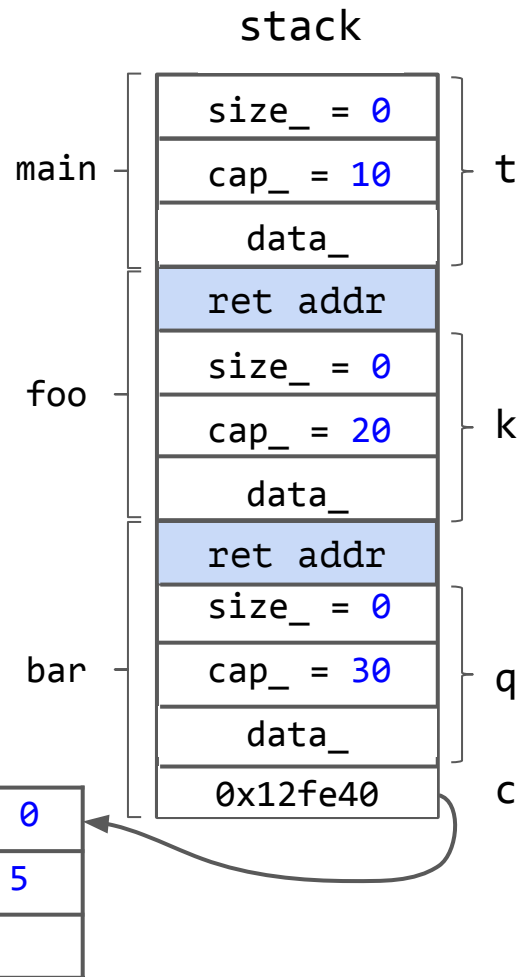 stack
size_ = 0
main
cap_ = 10
t
data_
ret addr
size_ = 0
foo
cap_ = 20
k
data_
ret addr
size_ = 0
bar
cap_ = 30
q
data_
0x12fe40
c
0
5